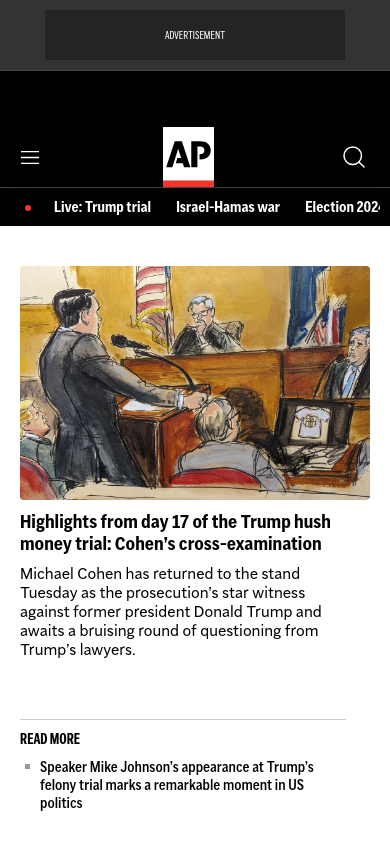 ADVERTISEMENT
AP
Live: Trump trial Israel-Hamas war Election 2024
Highlights from day 17 of the Trump hush
money trial: Cohen’s cross-examination
Michael Cohen has returned to the stand
Tuesday as the prosecution’s star witness
against former president Donald Trump and
awaits a bruising round of questioning from
Trump’s lawyers.
READ MORE
Speaker Mike Johnson’s appearance at Trump’s
felony trial marks a remarkable moment in US
politics